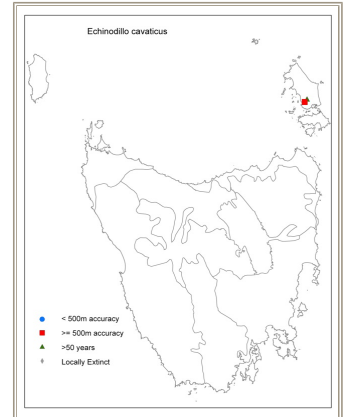 Echinodillo cavaticus
< 500m accuracy
>= 500m accuracy
>50 years
Locally Extinct